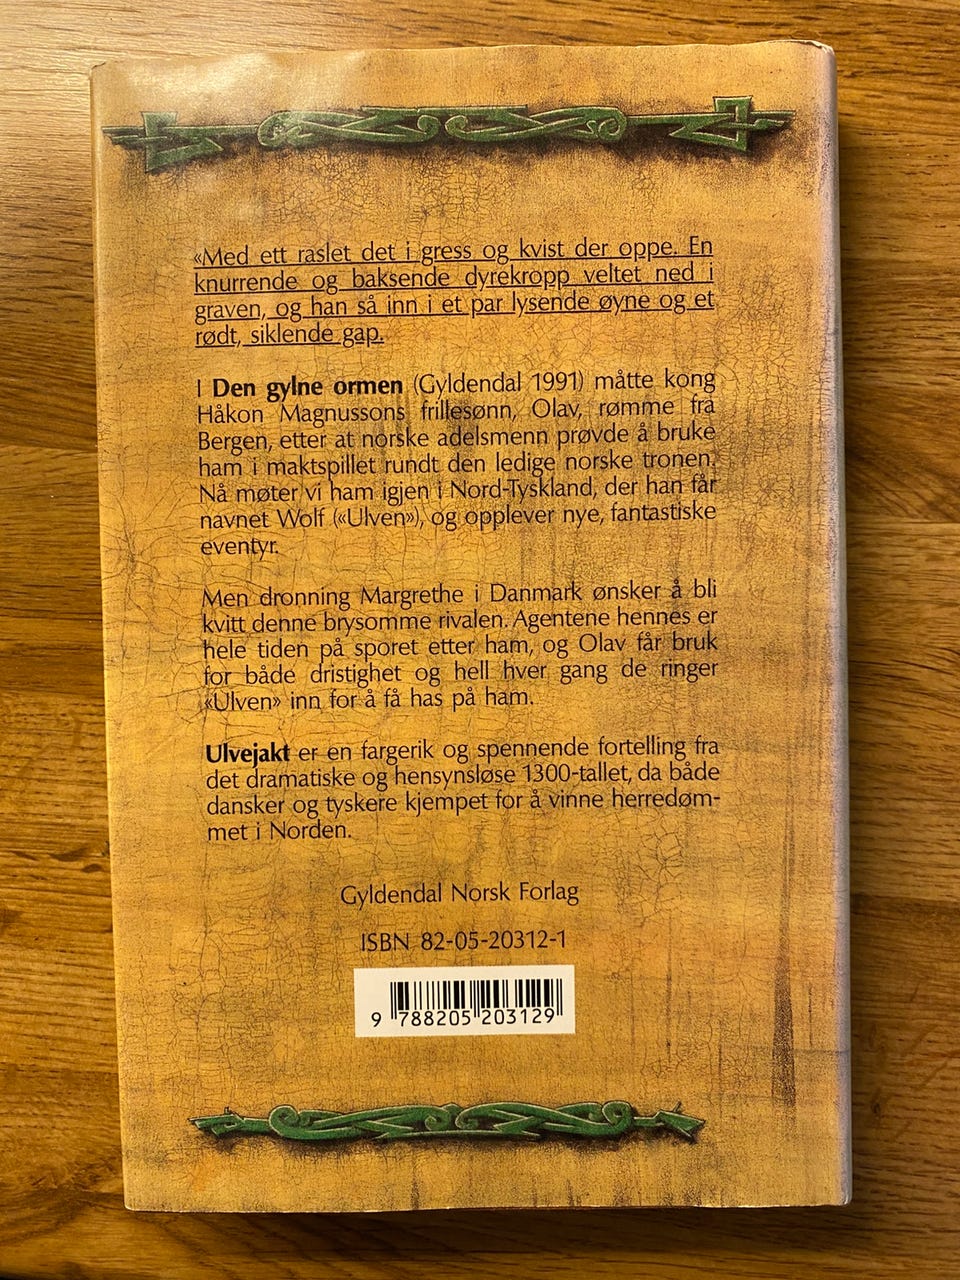 «Med ett raslet det i gress og kvist der oppe. En
knurrende og baksende dyrekropp veltet ned i
graven, og han så inn i et par lysende øyne og et
rødt, siklende gap.
I Den gylne ormen (Gyldendal 1991) måtte kong
Håkon Magnussons frillesønn, Olav, rømme fra
Bergen, etter at norske adelsmenn prøvde å bruke
ham i maktspillet rundt den ledige norske tronen.
Nå møter vi ham igjen i Nord-Tyskland, der han får
navnet Wolf («Ulven»), og opplever nye, fantastiske
eventyr.
Men dronning Margrethe i Danmark ønsker å bli
kvitt denne brysomme rivalen. Agentene hennes er
hele tiden på sporet etter ham, og Olav får bruk
for både dristighet og hell hver gang de ringer
«Ulven» inn for å få has på ham.
Ulvejakt er en fargerik og spennende fortelling fra
det dramatiske og hensynsløse 1300-tallet, da både
dansker og tyskere kjempet for å vinne herredøm-
met i Norden.
Gyldendal Norsk Forlag
ISBN 82-05-20312-1
9 788205 203129